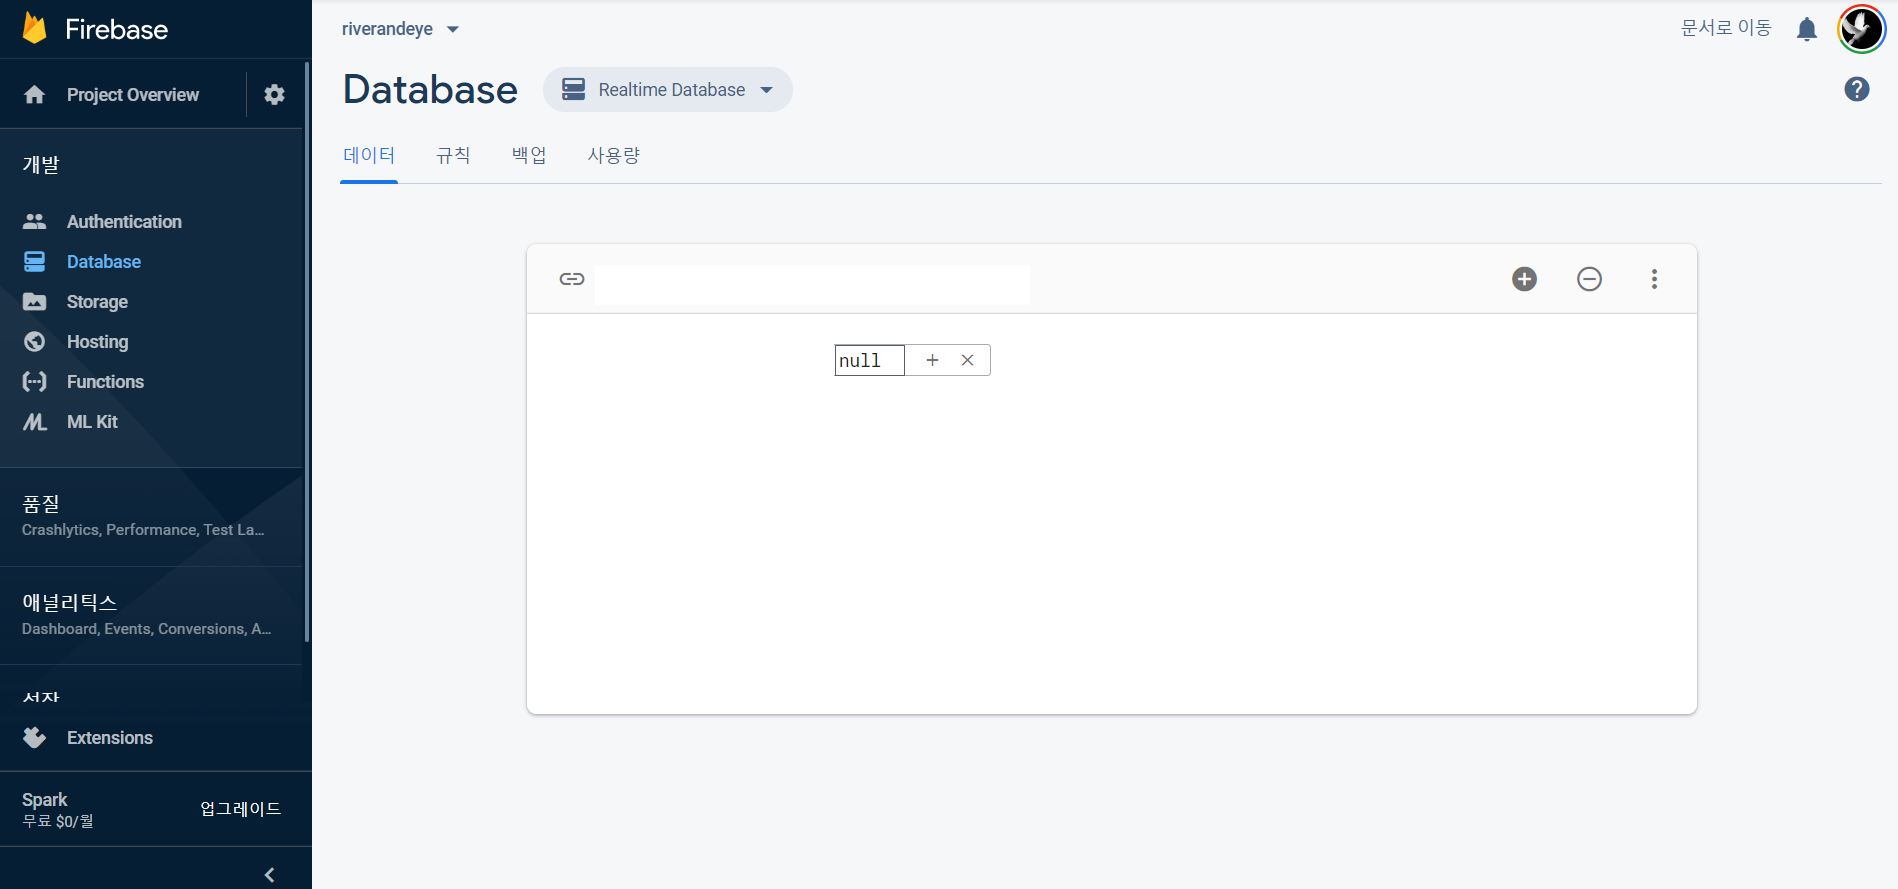 Firebase
Project Overview
개발
Authentication
Database
Storage
Hosting
Functions
ML Kit
품질
Crashlytics, Performance, Test La...
애널리틱스
Dashboard, Events, Conversions, A...
Extensions
Spark
무료 $0/월
업그레이드
riverandeye
문서로 이동
Database
Realtime Database
데이터
규칙
백업
사용량
null